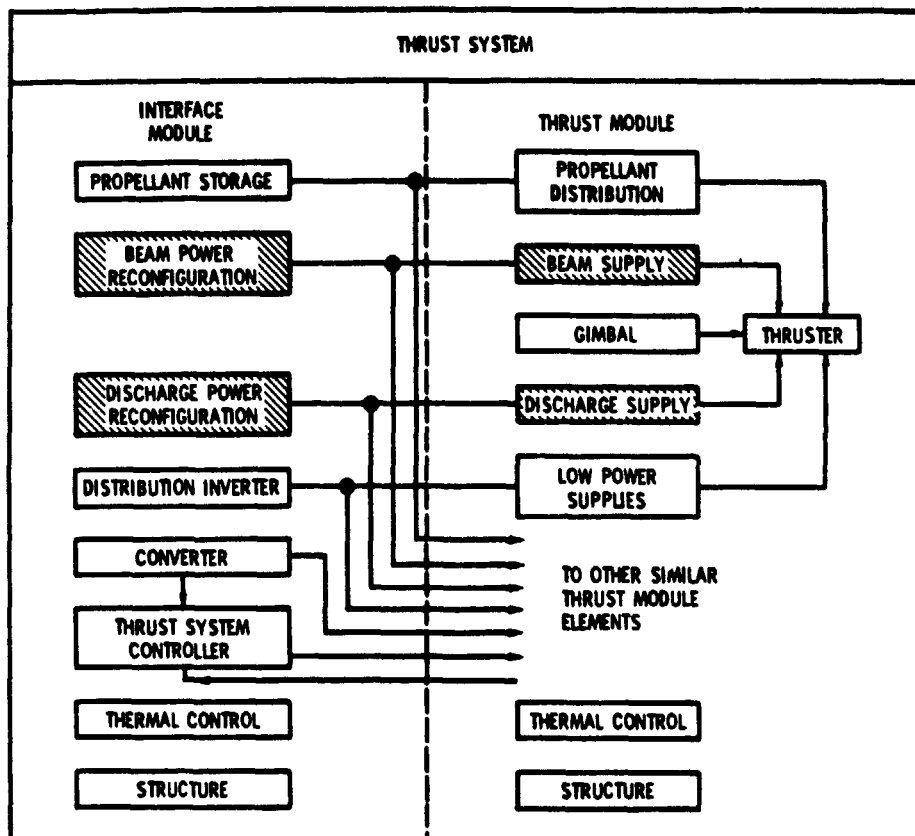 THRUST SYSTEM
INTERFACE
MODULE
PROPELLANT STORAGE
BEAM POWER
RECONFIGURATION
DISCHARGE POWER
RECONFIGURATION
DISTRIBUTION INVERTER
CONVERTER
THRUST SYSTEM
CONTROLLER
THERMAL CONTROL
STRUCTURE
THRUST MODULE
PROPELLANT
DISTRIBUTION
BEAM SUPPLY
GIMBAL
THRUSTER
DISCHARGE SUPPLY
LOW POWER
SUPPLIES
TO OTHER SIMILAR
THRUST MODULE
ELEMENTS
THERMAL CONTROL
STRUCTURE